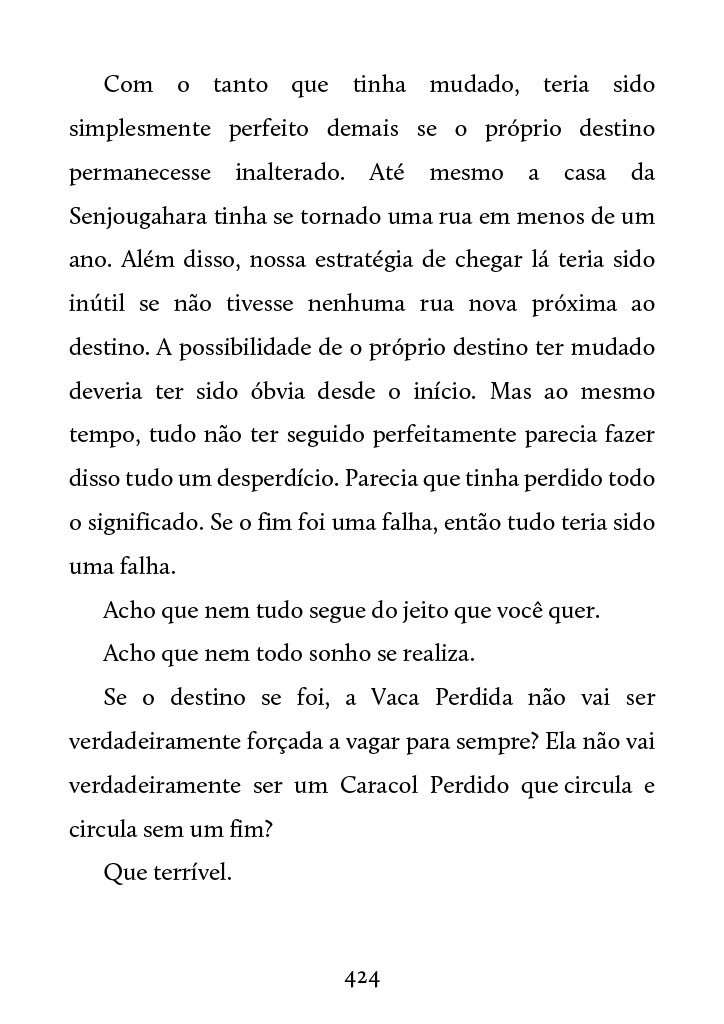 Com o tanto que tinha mudado, teria sido
simplesmente perfeito demais se o próprio destino
permanecesse inalterado. Até mesmo a casa da
Senjougahara tinha se tornado uma rua em menos de um
ano. Além disso, nossa estratégia de chegar lá teria sido
inútil se não tivesse nenhuma rua nova próxima ao
destino. A possibilidade de o próprio destino ter mudado
deveria ter sido óbvia desde o início. Mas ao mesmo
tempo, tudo não ter seguido perfeitamente parecia fazer
disso tudo um desperdício. Parecia que tinha perdido todo
o significado. Se o fim foi uma falha, então tudo teria sido
uma falha.
Acho que nem tudo segue do jeito que você quer.
Acho que nem todo sonho se realiza.
Se o destino se foi, a Vaca Perdida não vai ser
verdadeiramente forçada a vagar para sempre? Ela não vai
verdadeiramente ser um Caracol Perdido que circula e
circula sem um fim?
Que terrível.
424